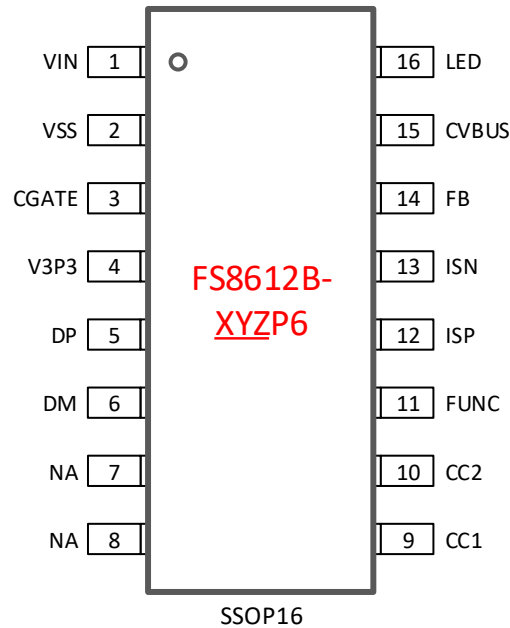 VIN 1 16 LED
VSS 2 15 CVBUS
CGATE 3 14 FB
V3P3 4 13 ISN
FS8612B-
XYZP6
DP 5 12 ISP
DM 6 11 FUNC
NA 7 10 CC2
NA 8 9 CC1
SSOP16